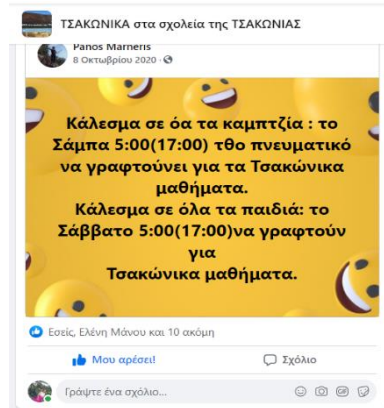 ΤΣΑΚΩΝΙΚΑ στα σχολεία της ΤΣΑΚΩΝΙΑΣ
Panos Marneris
8 Οκτωβρίου 2020 ·
Κάλεσμα σε όα τα καμπτζία : το
Σάμπα 5:00(17:00) τθο πνευματικό
να γραφτούνει για τα Τσακώνικα
μαθήματα.
Κάλεσμα σε όλα τα παιδιά: το
Σάββατο 5:00(17:00)να γραφτούν
για
Τσακώνικα μαθήματα.
Εσείς, Ελένη Μάνου και 10 ακόμη
Μου αρέσει!
Σχόλιο
Γράψτε ένα σχόλιο...
GIF